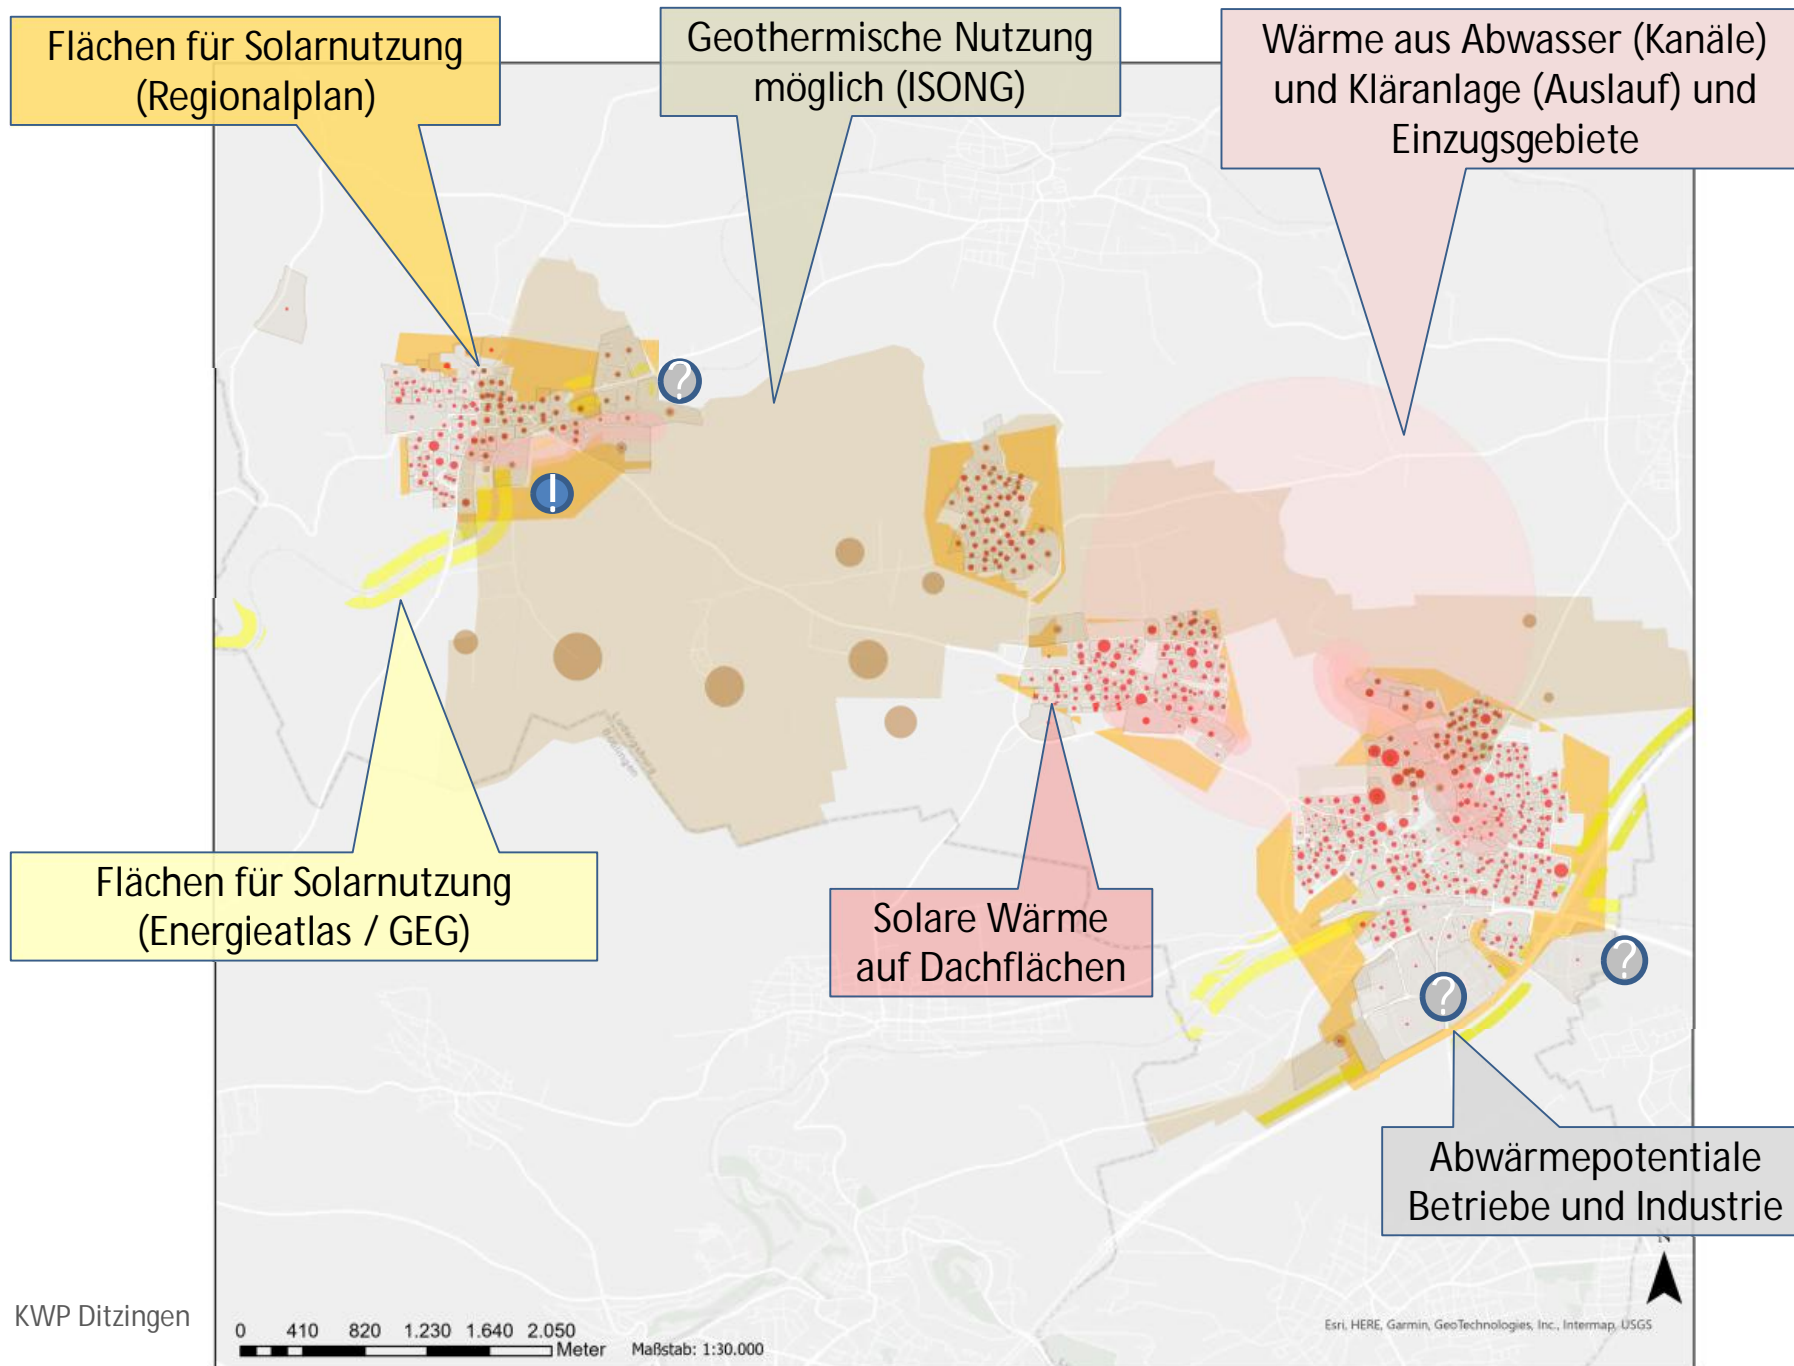 Flächen für Solarnutzung
(Regionalplan)
Geothermische Nutzung
möglich (ISONG)
Wärme aus Abwasser (Kanäle)
und Kläranlage (Auslauf) und
Einzugsgebiete
?
!
Ludwigsburg
Böblingen
Flächen für Solarnutzung
(Energieatlas / GEG)
Solare Wärme
auf Dachflächen
?
?
Abwärmepotentiale
Betriebe und Industrie
N
KWP Ditzingen
0 410 820 1.230 1.640 2.050
Meter Maßstab: 1:30.000
Esri, HERE, Garmin, GeoTechnologies, Inc., Intermap, USGS